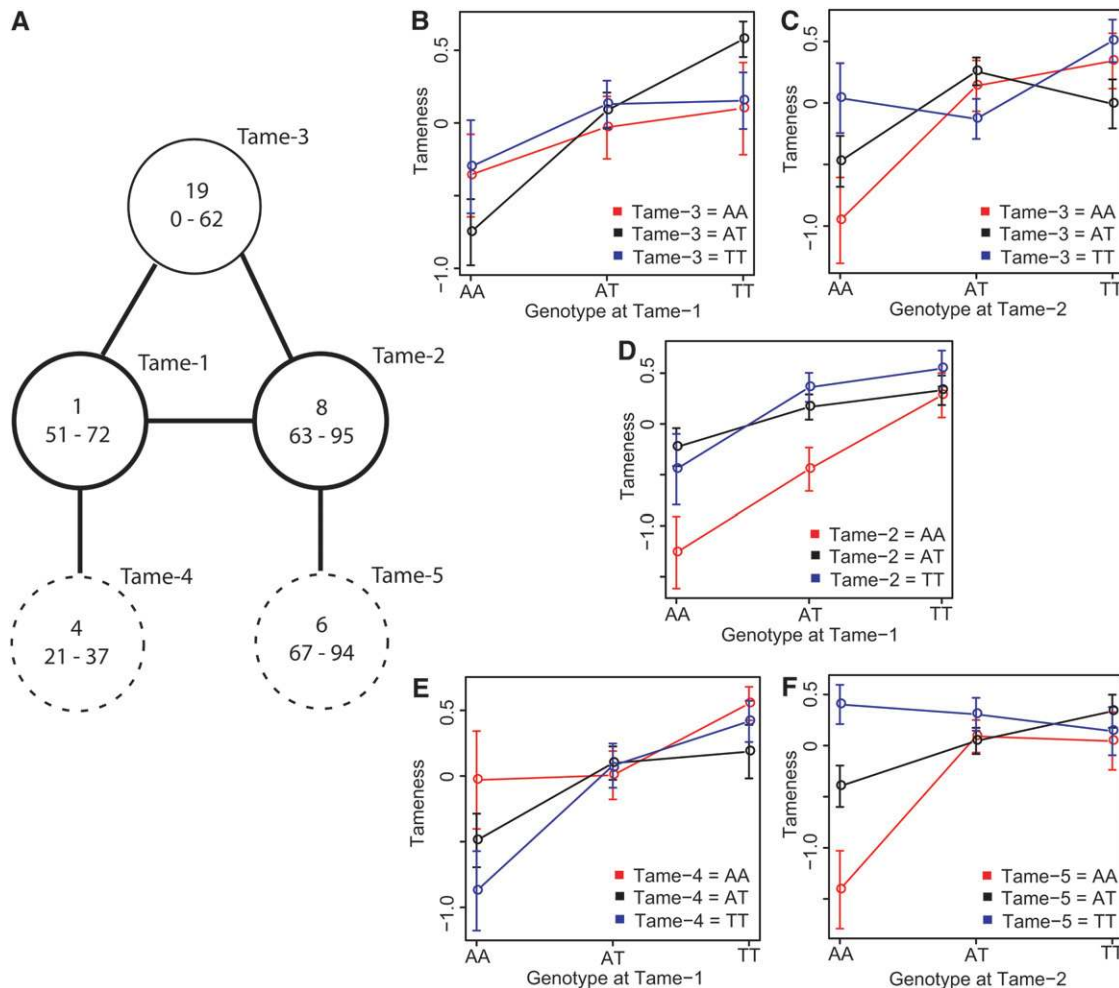 A
Tame-3
19
0 - 62
Tame-1
Tame-2
1
51 - 72
8
63 - 95
Tame-4
Tame-5
4
21 - 37
6
67 - 94
B
Tameness
0.5
0
−1.0
Tame−3 = AA
Tame−3 = AT
Tame−3 = TT
AA AT TT
Genotype at Tame−1
C
Tameness
0.5
0
−1.0
Tame−3 = AA
Tame−3 = AT
Tame−3 = TT
AA AT TT
Genotype at Tame−2
D
Tameness
0.5
0
−1.0
Tame−2 = AA
Tame−2 = AT
Tame−2 = TT
AA AT TT
Genotype at Tame−1
E
Tameness
0.5
0
−1.0
Tame−4 = AA
Tame−4 = AT
Tame−4 = TT
AA AT TT
Genotype at Tame−1
F
Tameness
0.5
0
−1.0
Tame−5 = AA
Tame−5 = AT
Tame−5 = TT
AA AT TT
Genotype at Tame−2